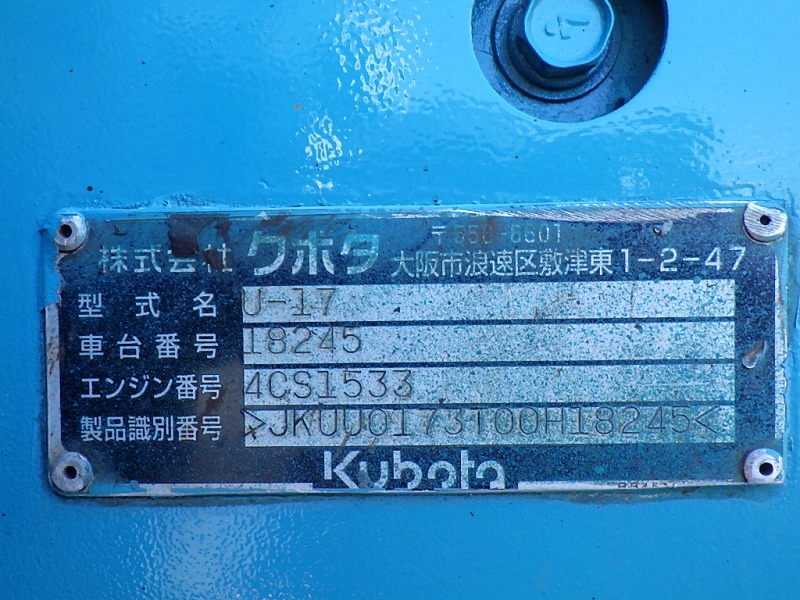 株式会社 クボタ
〒556-8601
大阪市浪速区敷津東1-2-47
型式名 U-17
車台番号 18245
エンジン番号 4CS1533
製品識別番号 >JKUU0173T00H18245<
Kubota